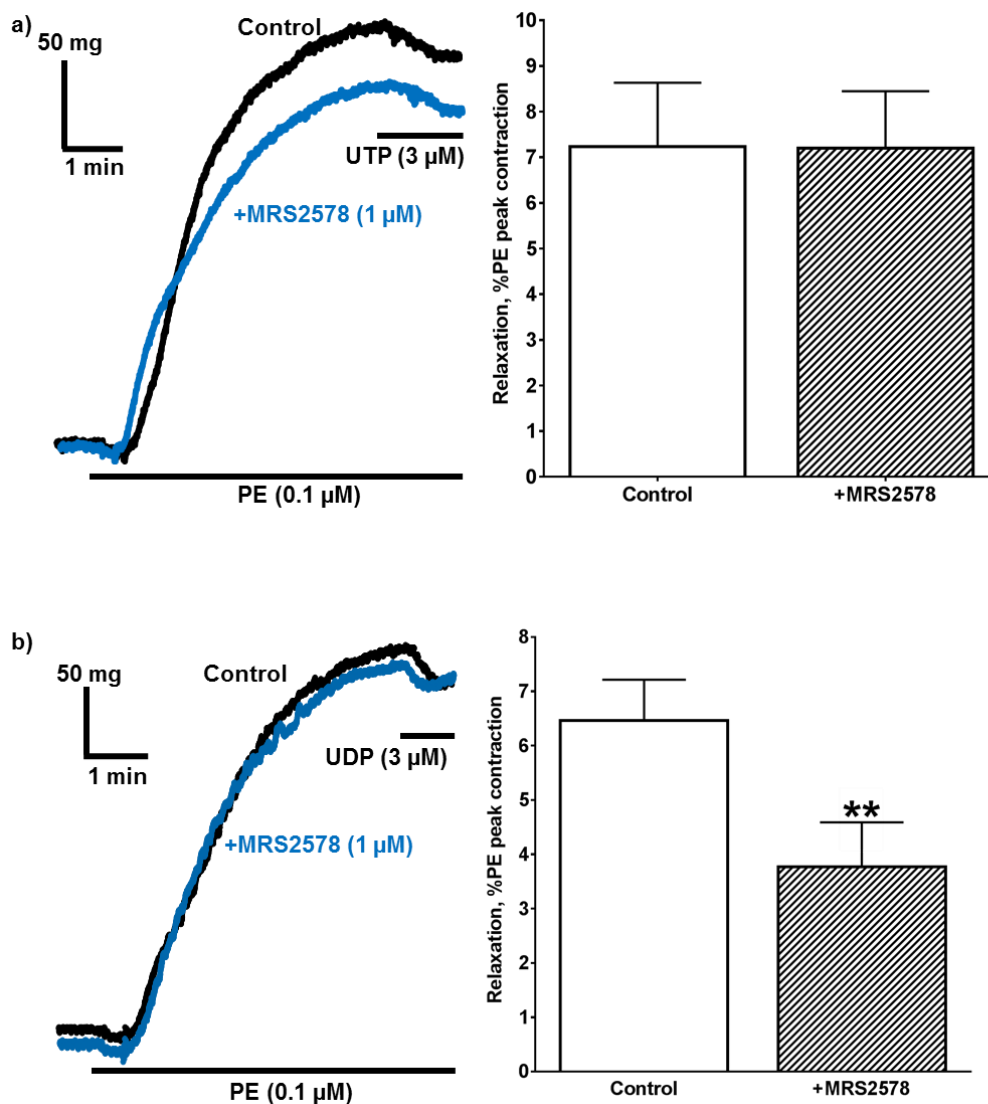 a)
50 mg
1 min
Control
UTP (3 µM)
+MRS2578 (1 µM)
PE (0.1 µM)
Relaxation, %PE peak contraction
10
9
8
7
6
5
4
3
2
1
0
Control
+MRS2578
b)
50 mg
1 min
Control
UDP (3 µM)
+MRS2578 (1 µM)
PE (0.1 µM)
Relaxation, %PE peak contraction
8
7
6
5
4
3
2
1
0
**
Control
+MRS2578